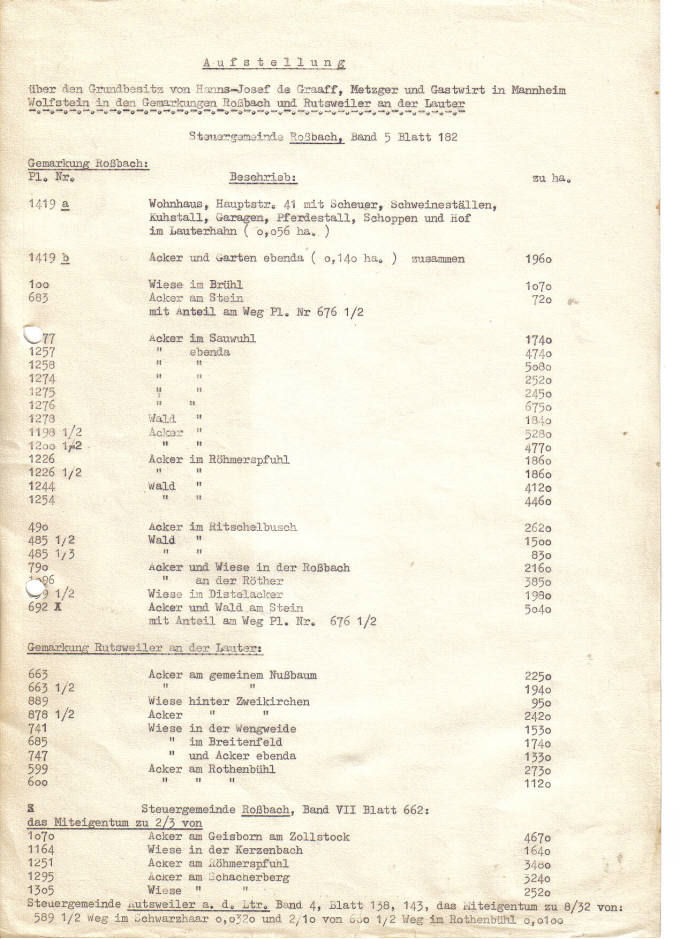 Aufstellung
über den Grundbesitz von Hanns-Josef de Graaff, Metzger und Gastwirt in Mannheim
Wolfstein in den Gemarkungen Roßbach und Rutsweiler an der Lauter
Steuergemeinde Roßbach, Band 5 Blatt 182
Gemarkung Roßbach:
Pl. Nr. Beschrieb: zu ha.
1419 a Wohnhaus, Hauptstr. 41 mit Scheuer, Schweineställen,
Kuhstall, Garagen, Pferdestall, Schoppen und Hof
im Lauterhahn ( o,o56 ha. )
1419 b Acker und Garten ebenda ( o,14o ha. ) zusammen 196o
1oo Wiese im Brühl 1o7o
683 Acker am Stein 72o
mit Anteil am Weg Pl. Nr 676 1/2
77 Acker im Sauwuhl 174o
1257 " ebenda 474o
1258 " " 5o8o
1274 " " 252o
1275 " " 245o
1276 " " 675o
1278 Wald " 184o
1198 1/2 Acker " 528o
12oo 1/2 " " 477o
1226 Acker im Röhmerspfuhl 186o
1226 1/2 " " 186o
1244 Wald " 412o
1254 " " 446o
49o Acker im Ritschelbusch 262o
485 1/2 Wald " 15oo
485 1/3 " " 83o
79o Acker und Wiese in der Roßbach 216o
96 " an der Röther 385o
9 1/2 Wiese im Distelacker 198o
692 X Acker und Wald am Stein 5o4o
mit Anteil am Weg Pl. Nr. 676 1/2
Gemarkung Rutsweiler an der Lauter:
663 Acker am gemeinem Nußbaum 225o
663 1/2 " " 194o
889 Wiese hinter Zweikirchen 95o
878 1/2 Acker " " 242o
741 Wiese in der Wengweide 153o
685 " im Breitenfeld 174o
747 " und Acker ebenda 133o
599 Acker am Rothenbühl 273o
6oo " " " 112o
X Steuergemeinde Roßbach, Band VII Blatt 662:
das Miteigentum zu 2/3 von
1o7o Acker am Geisborn am Zollstock 467o
1164 Wiese in der Kerzenbach 164o
1251 Acker am Röhmerspfuhl 348o
1295 Acker am Schacherberg 324o
13o5 Wiese " " 252o
Steuergemeinde Rutsweiler a. d. Ltr. Band 4, Blatt 138, 143, das Miteigentum zu 8/32 von:
589 1/2 Weg im Schwarzhaar o,o32o und 2/1o von 1/2 Weg im Rothenbühl o,o1oo